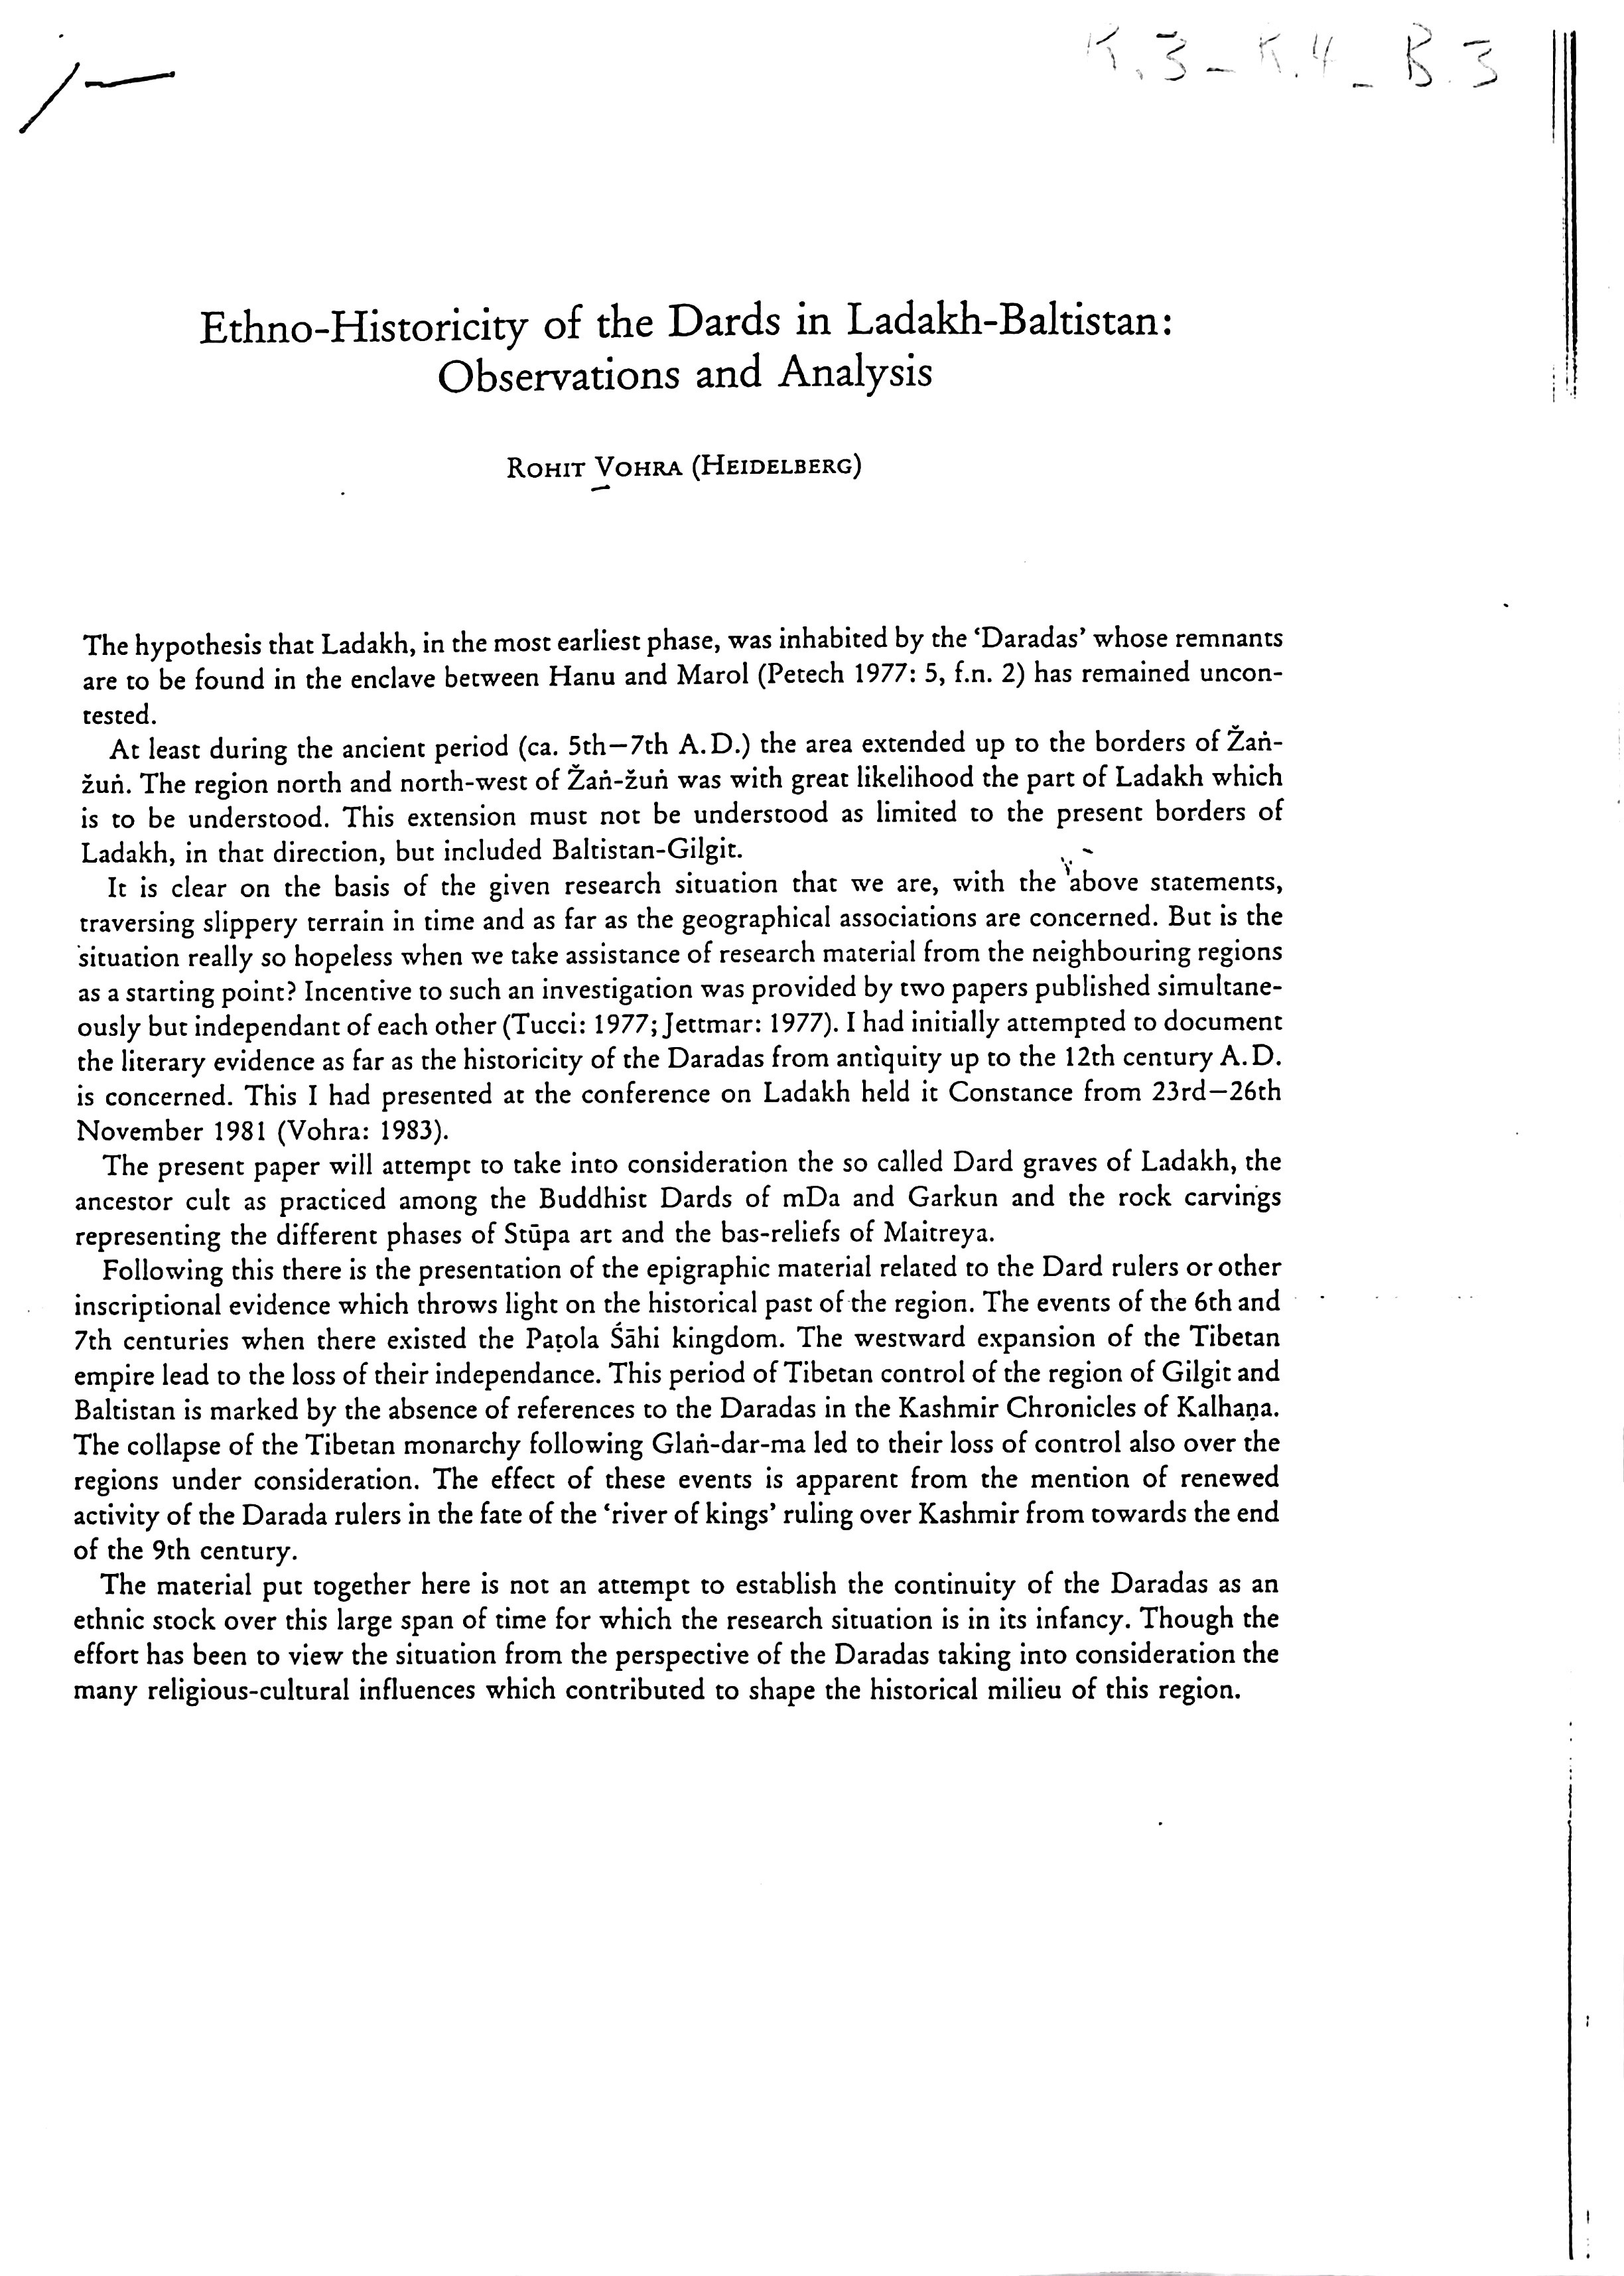 K.3 – K.4 – B.3
Ethno-Historicity of the Dards in Ladakh-Baltistan:
Observations and Analysis
ROHIT VOHRA (HEIDELBERG)
The hypothesis that Ladakh, in the most earliest phase, was inhabited by the ‘Daradas’ whose remnants
are to be found in the enclave between Hanu and Marol (Petech 1977: 5, f.n. 2) has remained uncon-
tested.
At least during the ancient period (ca. 5th–7th A.D.) the area extended up to the borders of Žaṅ-
žuṅ. The region north and north-west of Žaṅ-žuṅ was with great likelihood the part of Ladakh which
is to be understood. This extension must not be understood as limited to the present borders of
Ladakh, in that direction, but included Baltistan-Gilgit.
It is clear on the basis of the given research situation that we are, with the above statements,
traversing slippery terrain in time and as far as the geographical associations are concerned. But is the
situation really so hopeless when we take assistance of research material from the neighbouring regions
as a starting point? Incentive to such an investigation was provided by two papers published simultane-
ously but independant of each other (Tucci: 1977; Jettmar: 1977). I had initially attempted to document
the literary evidence as far as the historicity of the Daradas from antiquity up to the 12th century A.D.
is concerned. This I had presented at the conference on Ladakh held it Constance from 23rd–26th
November 1981 (Vohra: 1983).
The present paper will attempt to take into consideration the so called Dard graves of Ladakh, the
ancestor cult as practiced among the Buddhist Dards of mDa and Garkun and the rock carvings
representing the different phases of Stūpa art and the bas-reliefs of Maitreya.
Following this there is the presentation of the epigraphic material related to the Dard rulers or other
inscriptional evidence which throws light on the historical past of the region. The events of the 6th and
7th centuries when there existed the Paṭola Śāhi kingdom. The westward expansion of the Tibetan
empire lead to the loss of their independance. This period of Tibetan control of the region of Gilgit and
Baltistan is marked by the absence of references to the Daradas in the Kashmir Chronicles of Kalhaṇa.
The collapse of the Tibetan monarchy following Glaṅ-dar-ma led to their loss of control also over the
regions under consideration. The effect of these events is apparent from the mention of renewed
activity of the Darada rulers in the fate of the ‘river of kings’ ruling over Kashmir from towards the end
of the 9th century.
The material put together here is not an attempt to establish the continuity of the Daradas as an
ethnic stock over this large span of time for which the research situation is in its infancy. Though the
effort has been to view the situation from the perspective of the Daradas taking into consideration the
many religious-cultural influences which contributed to shape the historical milieu of this region.